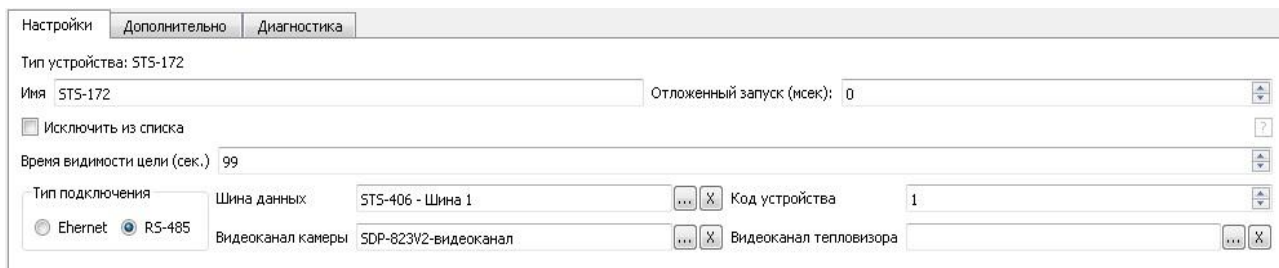 Настройки Дополнительно Диагностика
Тип устройства: STS-172
Имя STS-172 Отложенный запуск (мсек): 0
Исключить из списка ?
Время видимости цели (сек.) 99
Тип подключения Шина данных STS-406 - Шина 1 ... X Код устройства 1
Ehernet RS-485
Видеоканал камеры SDP-823V2-видеоканал ... X Видеоканал тепловизора ... X